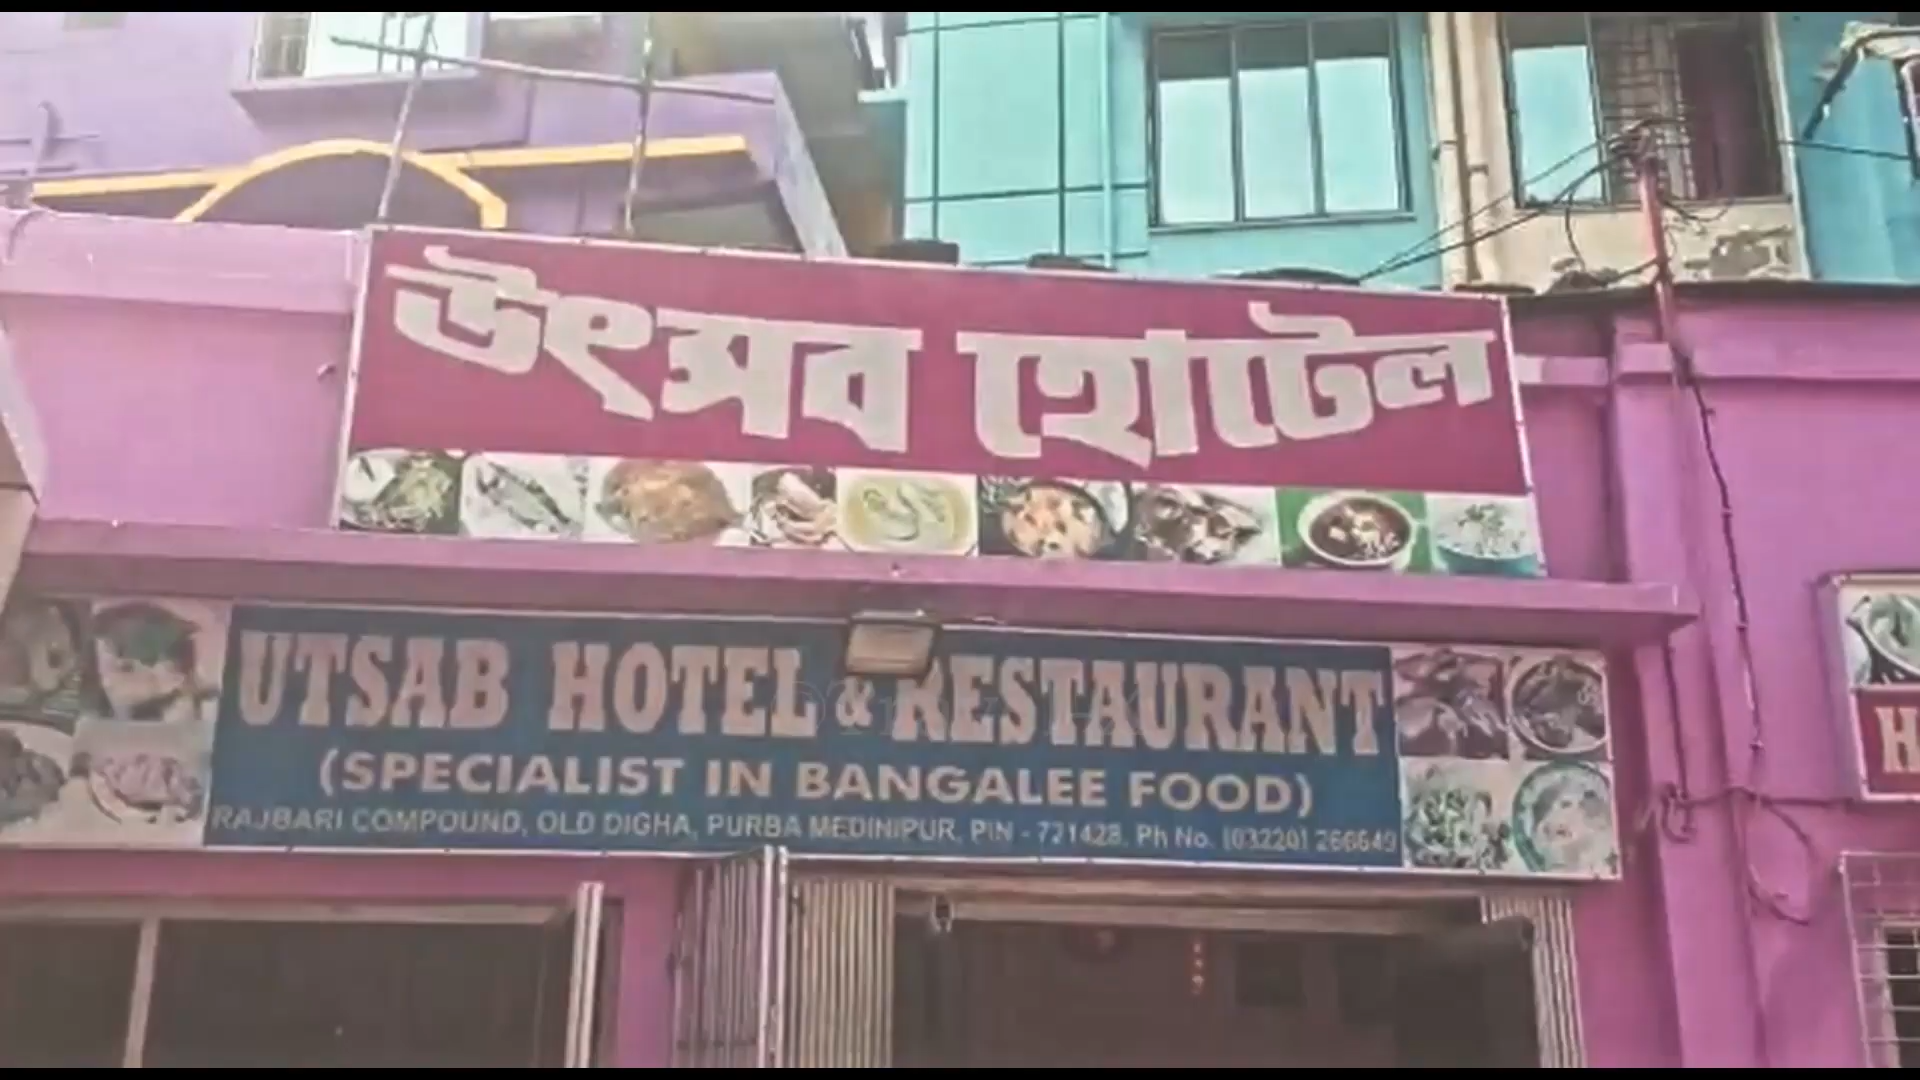 উৎসব হোটেল
UTSAB HOTEL & RESTAURANT
(SPECIALIST IN BANGALEE FOOD)
RAJBARI COMPOUND, OLD DIGHA, PURBA MEDINIPUR, PIN - 721428, Ph No. (03220) 266649
H